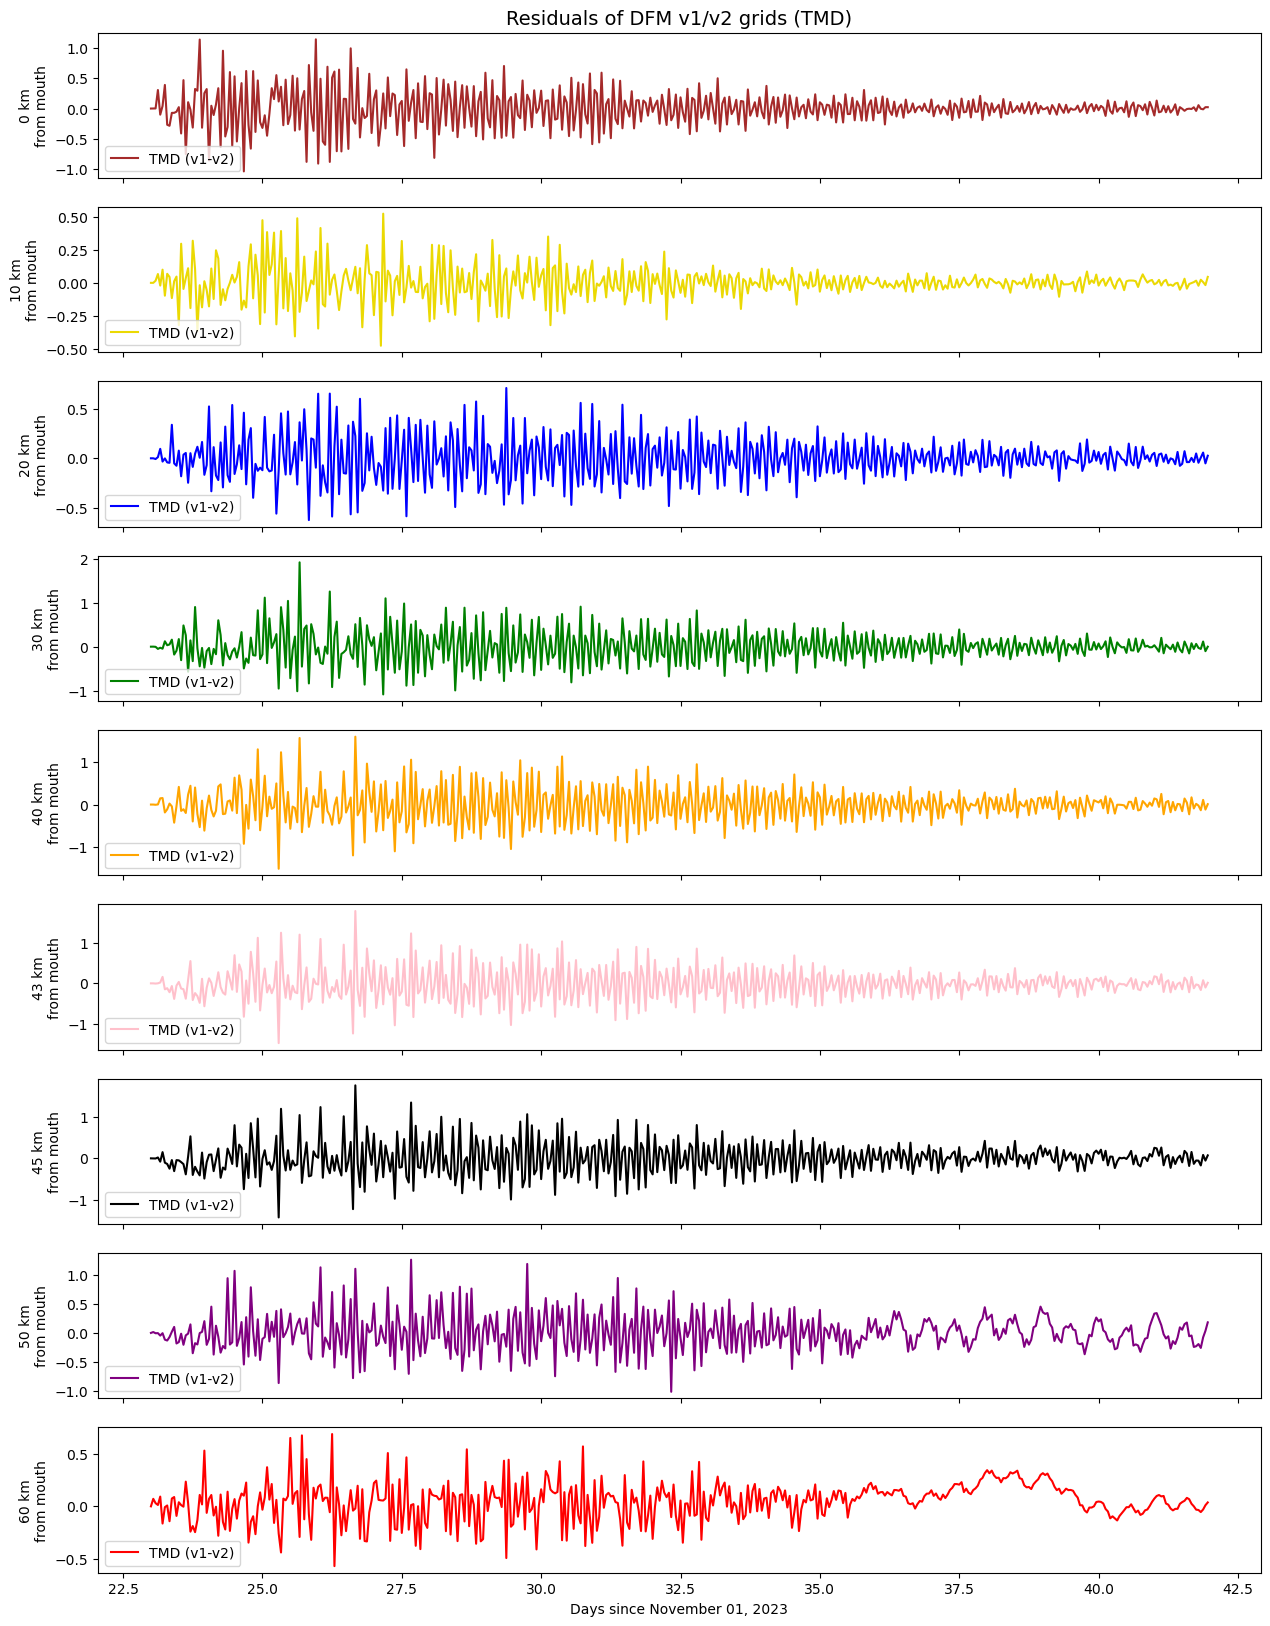 Residuals of DFM v1/v2 grids (TMD)
1.0
0.5
0.0
−0.5
−1.0
0 km
from mouth
TMD (v1-v2)
0.50
0.25
0.00
−0.25
−0.50
10 km
from mouth
TMD (v1-v2)
0.5
0.0
−0.5
20 km
from mouth
TMD (v1-v2)
2
1
0
−1
30 km
from mouth
TMD (v1-v2)
1
0
−1
40 km
from mouth
TMD (v1-v2)
1
0
−1
43 km
from mouth
TMD (v1-v2)
1
0
−1
45 km
from mouth
TMD (v1-v2)
1.0
0.5
0.0
−0.5
−1.0
50 km
from mouth
TMD (v1-v2)
0.5
0.0
−0.5
60 km
from mouth
TMD (v1-v2)
22.5 25.0 27.5 30.0 32.5 35.0 37.5 40.0 42.5
Days since November 01, 2023